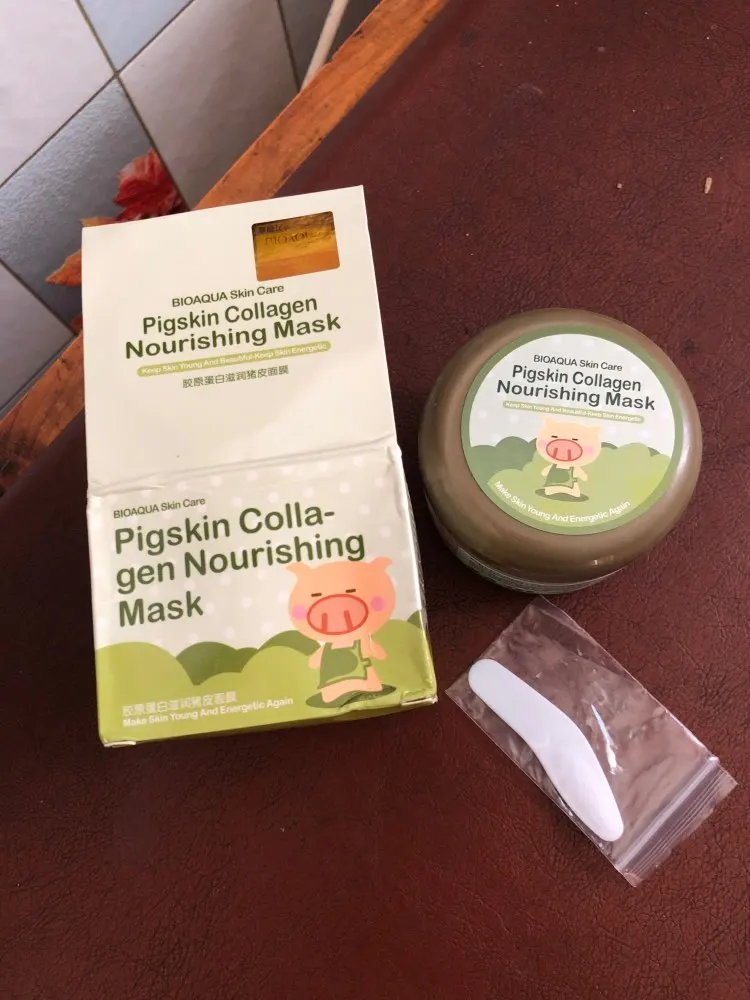 BIOAQUA
BIOAQUA Skin Care
Pigskin Collagen
Nourishing Mask
Keep Skin Young And Beautiful-Keep Skin Energetic
胶原蛋白滋润猪皮面膜
BIOAQUA Skin Care
Pigskin Colla-
gen Nourishing
Mask
胶原蛋白滋润猪皮面膜
Make Skin Young And Energetic Again
BIOAQUA Skin Care
Pigskin Collagen
Nourishing Mask
Keep Skin Young And Beautiful-Keep Skin Energetic
Make Skin Young And Energetic Again